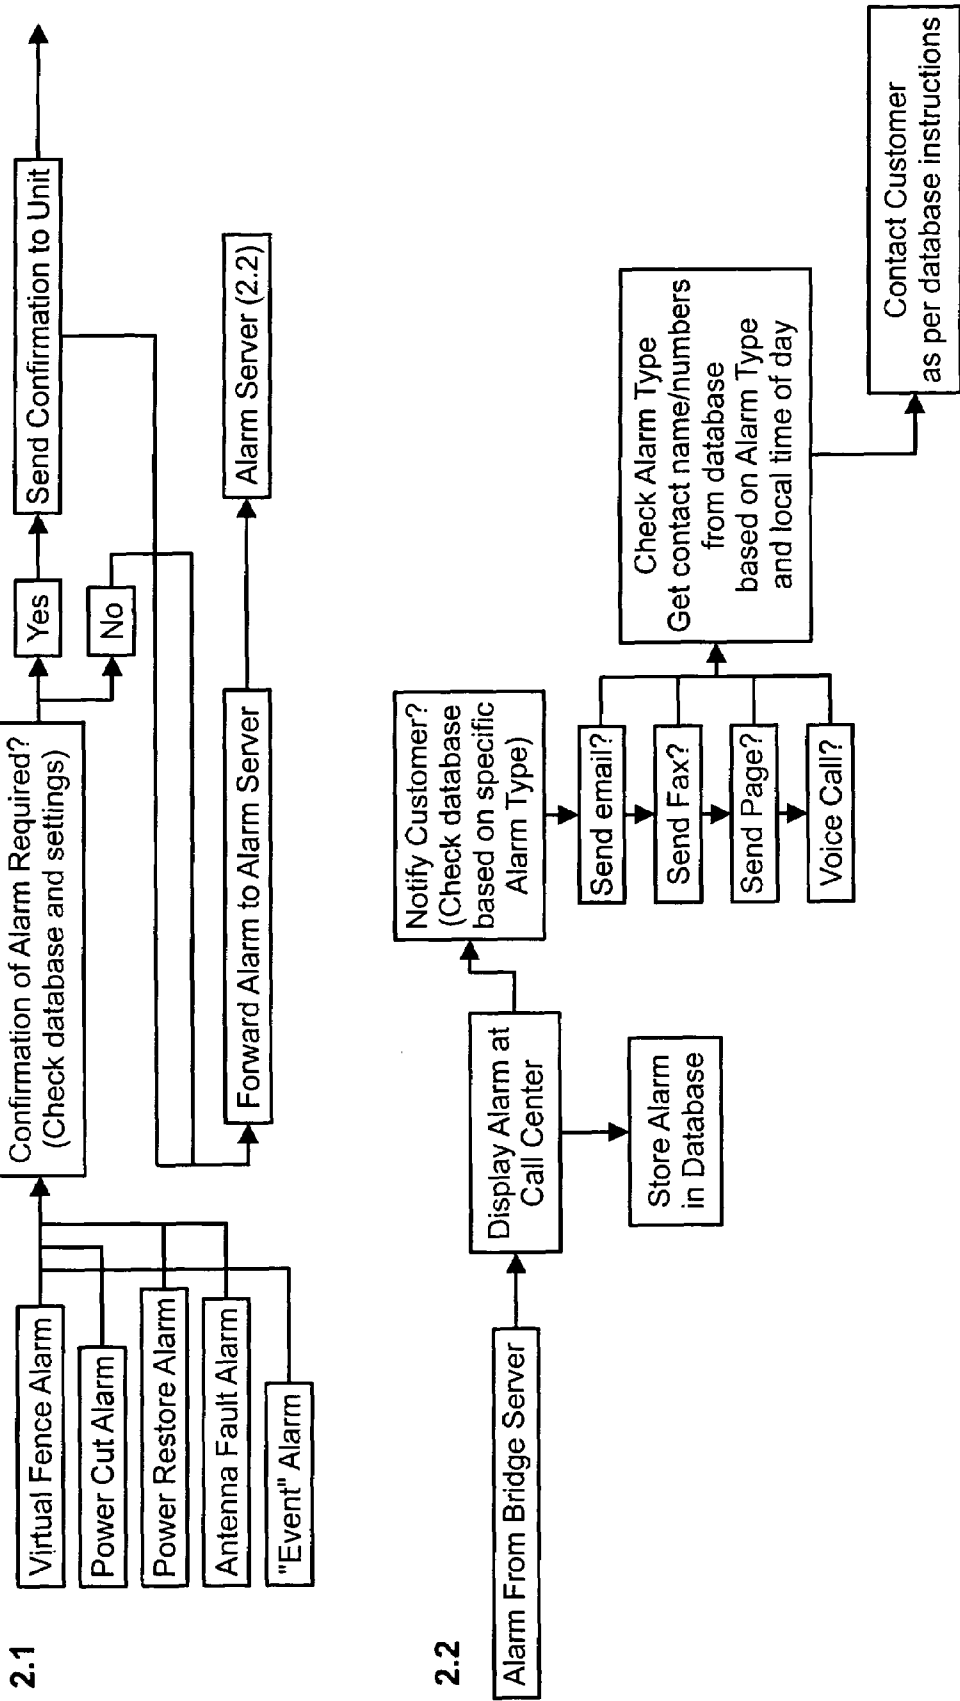 2.1
Virtual Fence Alarm
Power Cut Alarm
Power Restore Alarm
Antenna Fault Alarm
"Event" Alarm
Confirmation of Alarm Required?
(Check database and settings)
Yes
No
Send Confirmation to Unit
Forward Alarm to Alarm Server
Alarm Server (2.2)
2.2
Alarm From Bridge Server
Display Alarm at
Call Center
Store Alarm
in Database
Notify Customer?
(Check database
based on specific
Alarm Type)
Send email?
Send Fax?
Send Page?
Voice Call?
Check Alarm Type
Get contact name/numbers
from database
based on Alarm Type
and local time of day
Contact Customer
as per database instructions